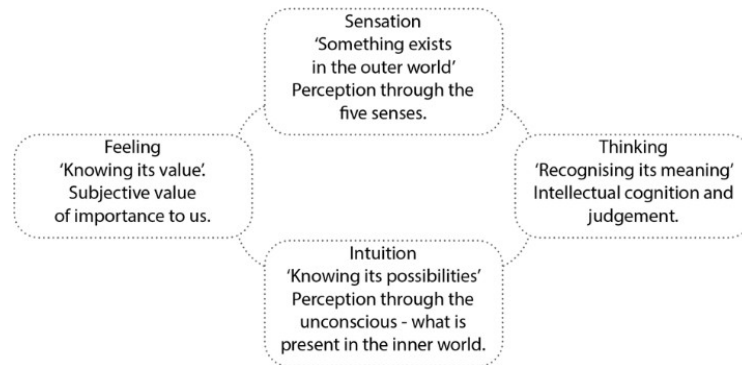 Sensation
‘Something exists
in the outer world’
Perception through the
five senses.
Feeling
‘Knowing its value’.
Subjective value
of importance to us.
Thinking
‘Recognising its meaning’
Intellectual cognition and
judgement.
Intuition
‘Knowing its possibilities’
Perception through the
unconscious - what is
present in the inner world.